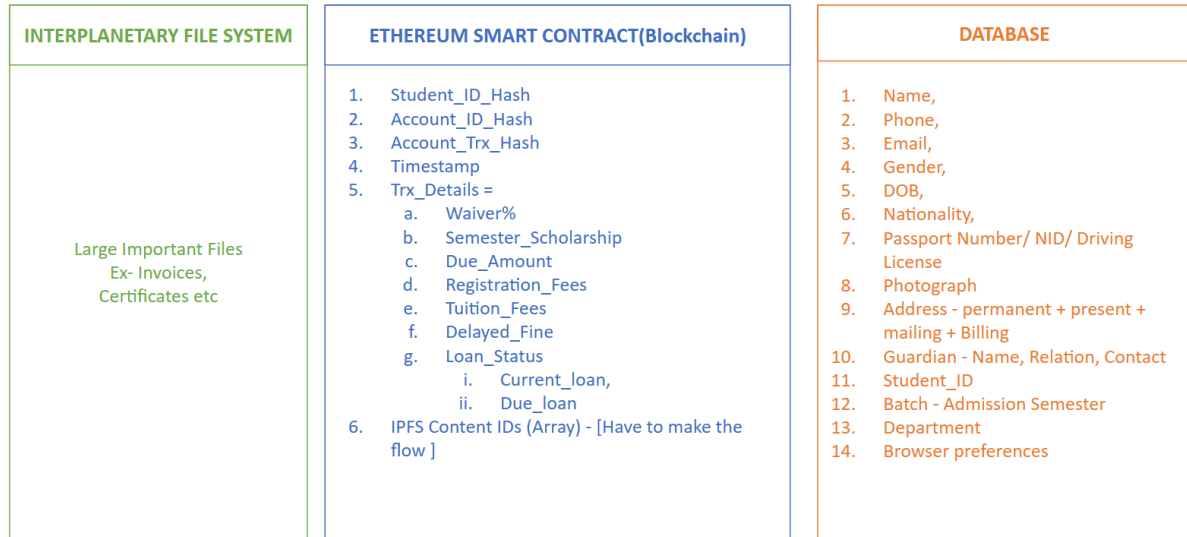 INTERPLANETARY FILE SYSTEM
Large Important Files
Ex- Invoices,
Certificates etc
ETHEREUM SMART CONTRACT(Blockchain)
1. Student_ID_Hash
2. Account_ID_Hash
3. Account_Trx_Hash
4. Timestamp
5. Trx_Details =
a. Waiver%
b. Semester_Scholarship
c. Due_Amount
d. Registration_Fees
e. Tuition_Fees
f. Delayed_Fine
g. Loan_Status
i. Current_loan,
ii. Due_loan
6. IPFS Content IDs (Array) - [Have to make the
flow ]
DATABASE
1. Name,
2. Phone,
3. Email,
4. Gender,
5. DOB,
6. Nationality,
7. Passport Number/ NID/ Driving
License
8. Photograph
9. Address - permanent + present +
mailing + Billing
10. Guardian - Name, Relation, Contact
11. Student_ID
12. Batch - Admission Semester
13. Department
14. Browser preferences